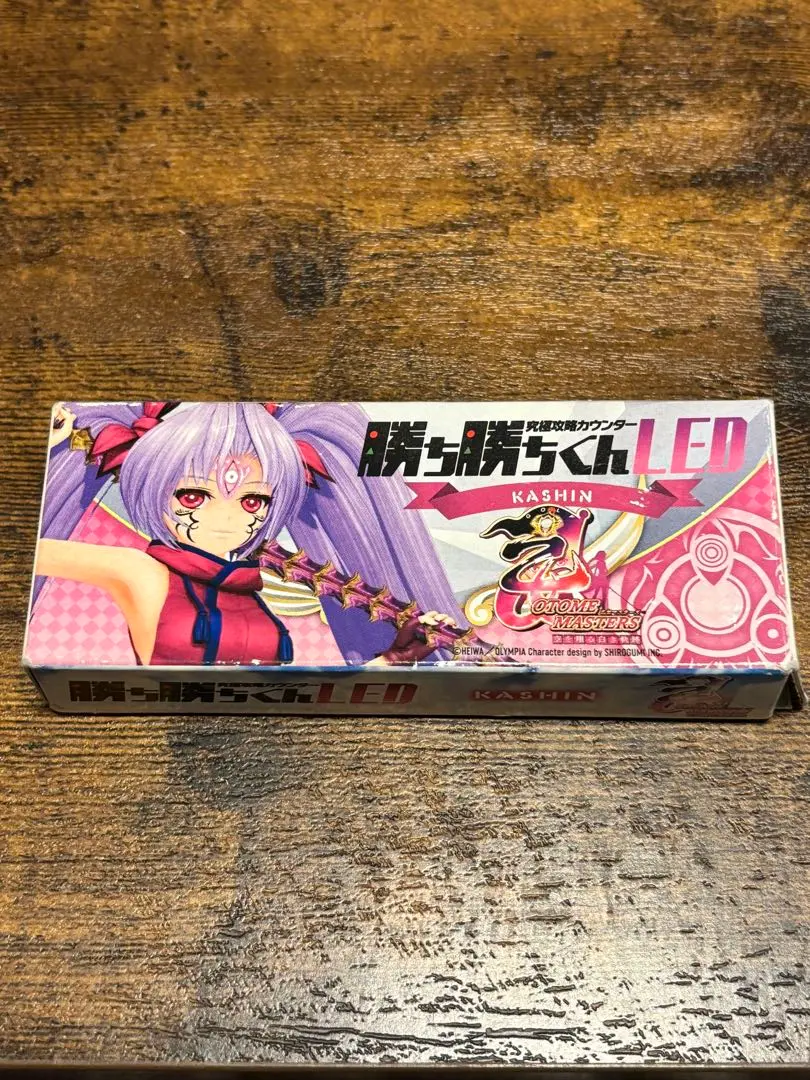 究極攻略カウンター
勝ち勝ちくんLED
KASHIN
OTOME
MASTERS
©HEIWA/OLYMPIA Character design by SHIROGUMI INC.
勝ち勝ちくんLED
KASHIN